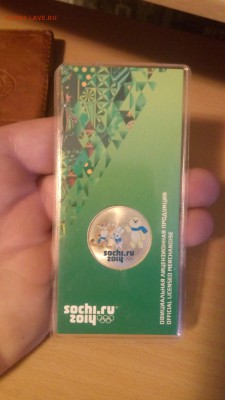 sochi.ru
2014
sochi.ru
2014
ОФИЦИАЛЬНАЯ ЛИЦЕНЗИОННАЯ ПРОДУКЦИЯ
OFFICIAL LICENSED MERCHANDISE